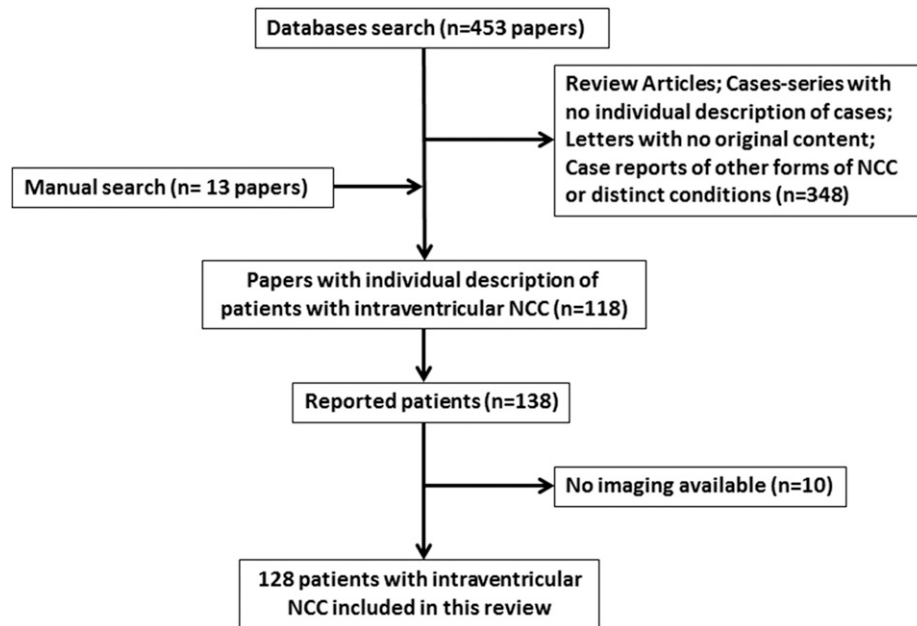 Databases search (n=453 papers)
Review Articles; Cases-series with
no individual description of cases;
Letters with no original content;
Case reports of other forms of NCC
or distinct conditions (n=348)
Manual search (n= 13 papers)
Papers with individual description of
patients with intraventricular NCC (n=118)
Reported patients (n=138)
No imaging available (n=10)
128 patients with intraventricular
NCC included in this review